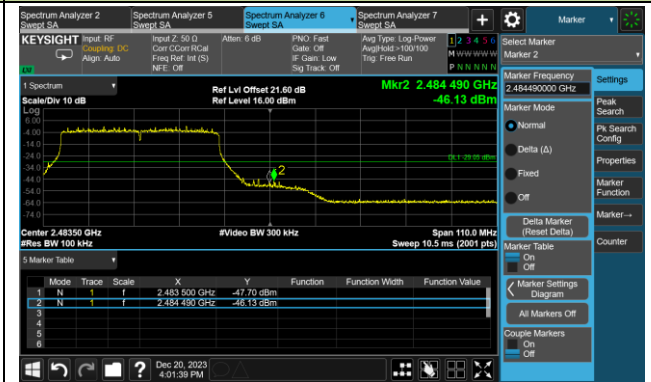 Spectrum Analyzer 2
Swept SA
Spectrum Analyzer 5
Swept SA
Spectrum Analyzer 6
Swept SA
Spectrum Analyzer 7
Swept SA
+
Marker
KEYSIGHT
Input: RF
Coupling: DC
Align: Auto
Input Z: 50 Ω
Corr CCorr RCal
Freq Ref: Int (S)
NFE: Off
Atten: 6 dB
PNO: Fast
Gate: Off
IF Gain: Low
Sig Track: Off
Avg Type: Log-Power
Avg|Hold:>100/100
Trig: Free Run
1 2 3 4 5 6
M W W W W W
P N N N N N
Select Marker
Marker 2
1 Spectrum
Scale/Div 10 dB
Log
Ref Lvl Offset 21.60 dB
Ref Level 16.00 dBm
Mkr2 2.484 490 GHz
-46.13 dBm
6.00
-4.00
-14.0
-24.0
-34.0
-44.0
-54.0
-64.0
-74.0
DL1 -29.05 dBm
2
Center 2.48350 GHz
#Res BW 100 kHz
#Video BW 300 kHz
Span 110.0 MHz
Sweep 10.5 ms (2001 pts)
5 Marker Table
Mode Trace Scale X Y Function Function Width Function Value
1 N 1 f 2.483 500 GHz -47.70 dBm
2 N 1 f 2.484 490 GHz -46.13 dBm
3
4
5
6
Marker Frequency
2.484490000 GHz
Marker Mode
Normal
Delta (Δ)
Fixed
Off
Delta Marker
(Reset Delta)
Marker Table
On
Off
Marker Settings
Diagram
All Markers Off
Couple Markers
On
Off
Settings
Peak
Search
Pk Search
Config
Properties
Marker
Function
Marker→
Counter
?
Dec 20, 2023
4:01:39 PM